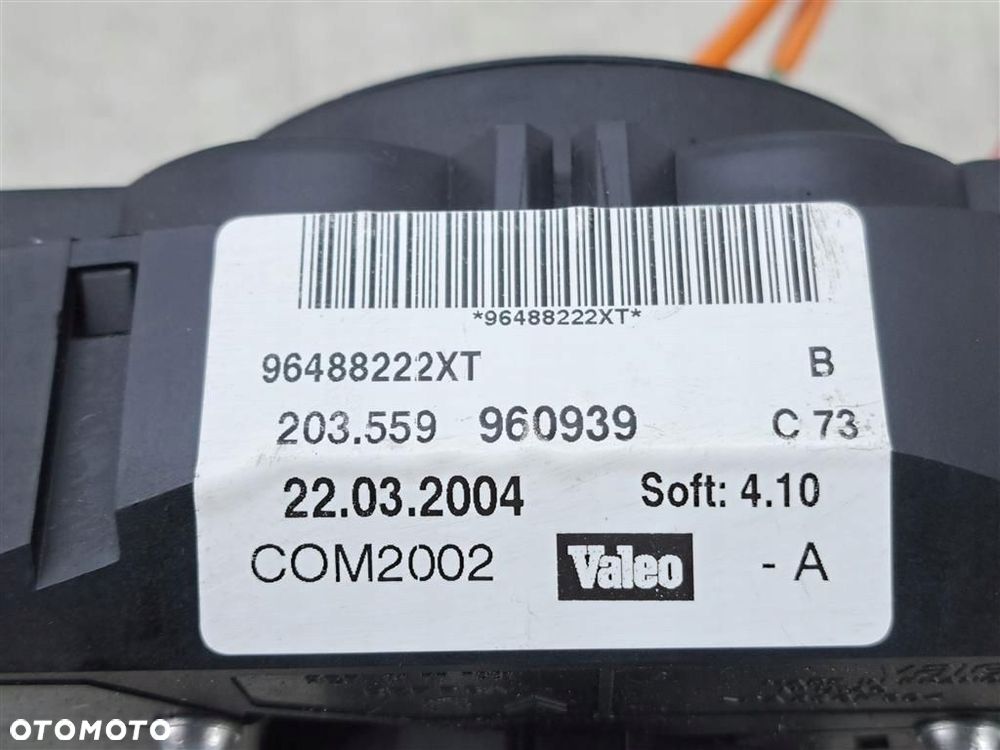 *96488222XT*
96488222XT B
203.559 960939 C 73
22.03.2004 Soft: 4.10
COM2002 Valeo - A
OTOMOTO